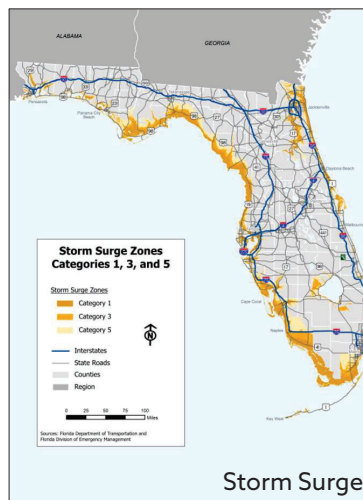 ALABAMA
GEORGIA
Pensacola
Panama City
Beach
Jacksonville
Daytona Beach
Storm Surge Zones
Categories 1, 3, and 5
Storm Surge Zones
Category 1
Category 3
Category 5
N
Interstates
State Roads
Counties
Region
0 25 50 75 100
Miles
Sources: Florida Department of Transportation and
Florida Division of Emergency Management
Cape Coral
Naples
Key West
Storm Surge